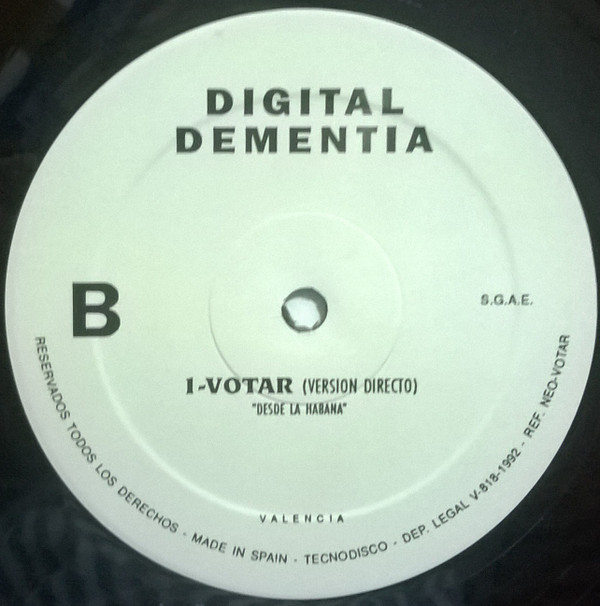 DIGITAL
DEMENTIA
B
S.G.A.E.
1-VOTAR (VERSION DIRECTO)
"DESDE LA HABANA"
VALENCIA
RESERVADOS TODOS LOS DERECHOS - MADE IN SPAIN - TECNODISCO - DEP. LEGAL V-818-1992 - REF. NEO-VOTAR